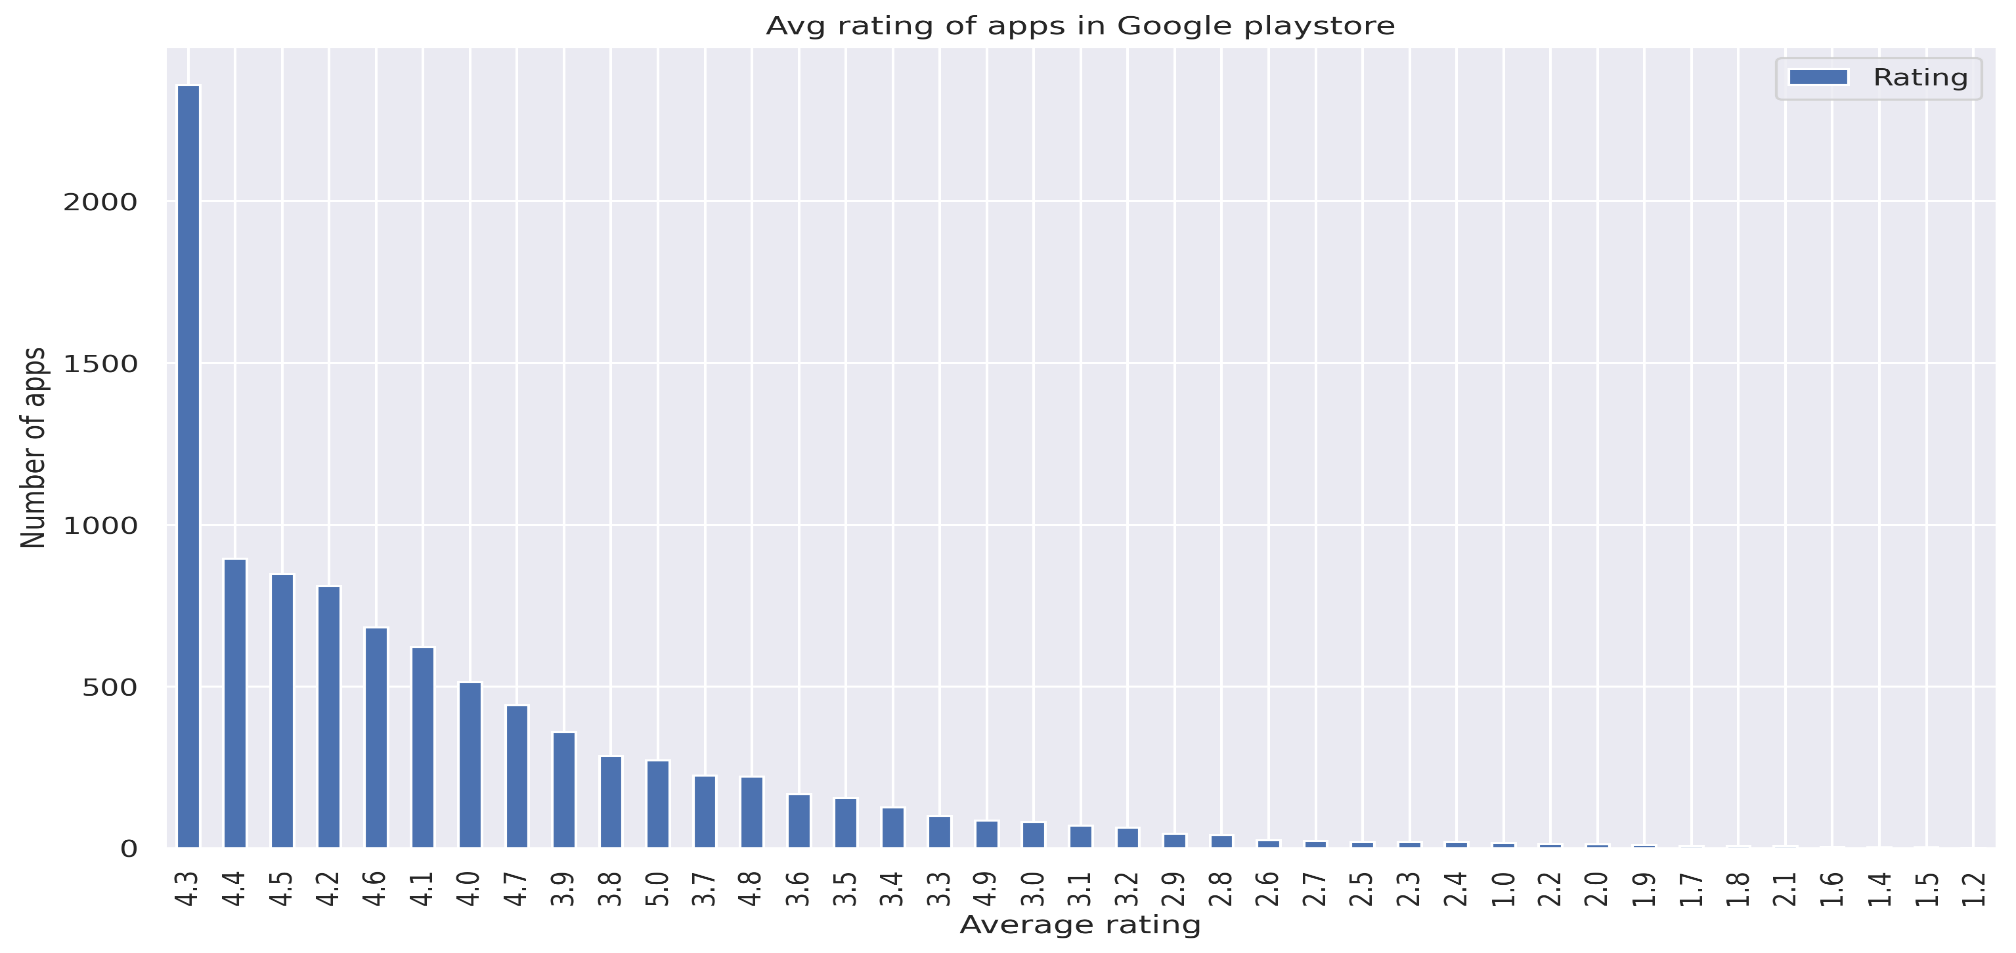 Avg rating of apps in Google playstore
Rating
Number of apps
2000
1500
1000
500
0
4.3 4.4 4.5 4.2 4.6 4.1 4.0 4.7 3.9 3.8 5.0 3.7 4.8 3.6 3.5 3.4 3.3 4.9 3.0 3.1 3.2 2.9 2.8 2.6 2.7 2.5 2.3 2.4 1.0 2.2 2.0 1.9 1.7 1.8 2.1 1.6 1.4 1.5 1.2
Average rating